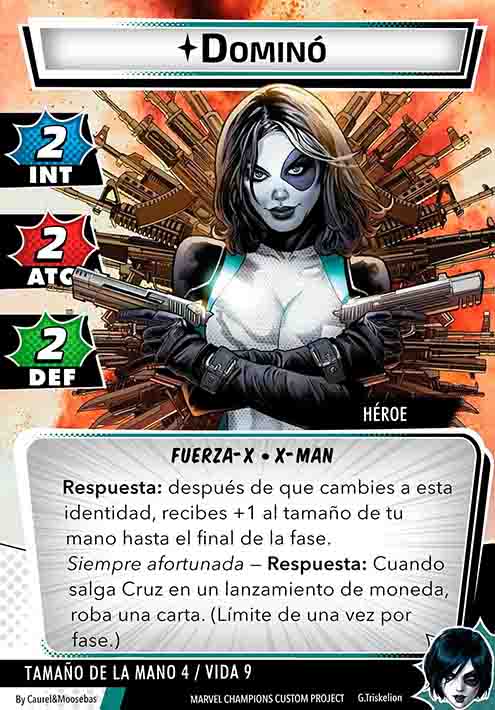 DOMINÓ
2
INT
2
ATQ
2
DEF
HÉROE
FUERZA-X • X-MAN
Respuesta: después de que cambies a esta
identidad, recibes +1 al tamaño de tu
mano hasta el final de la fase.
Siempre afortunada – Respuesta: Cuando
salga Cruz en un lanzamiento de moneda,
roba una carta. (Límite de una vez por
fase.)
TAMAÑO DE LA MANO 4 / VIDA 9
By Caurel&Moosebas MARVEL CHAMPIONS CUSTOM PROJECT G.Triskelion